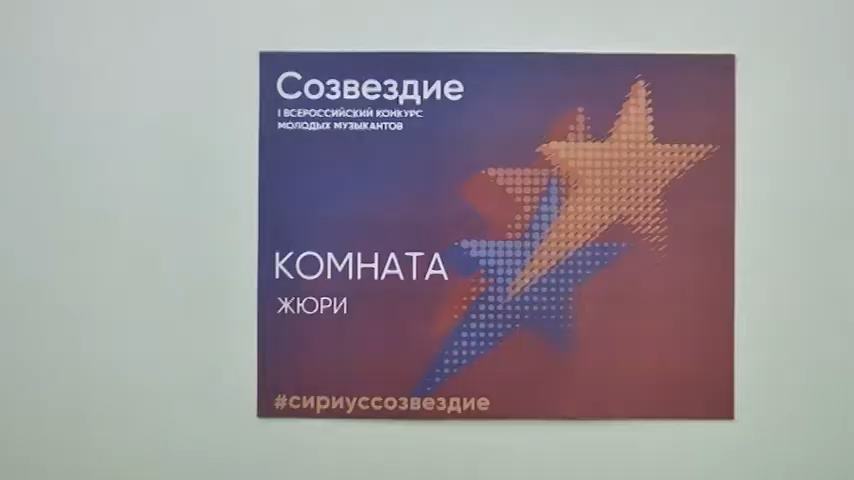 Созвездие
I ВСЕРОССИЙСКИЙ КОНКУРС
МОЛОДЫХ МУЗЫКАНТОВ
КОМНАТА
ЖЮРИ
#сириуссозвездие